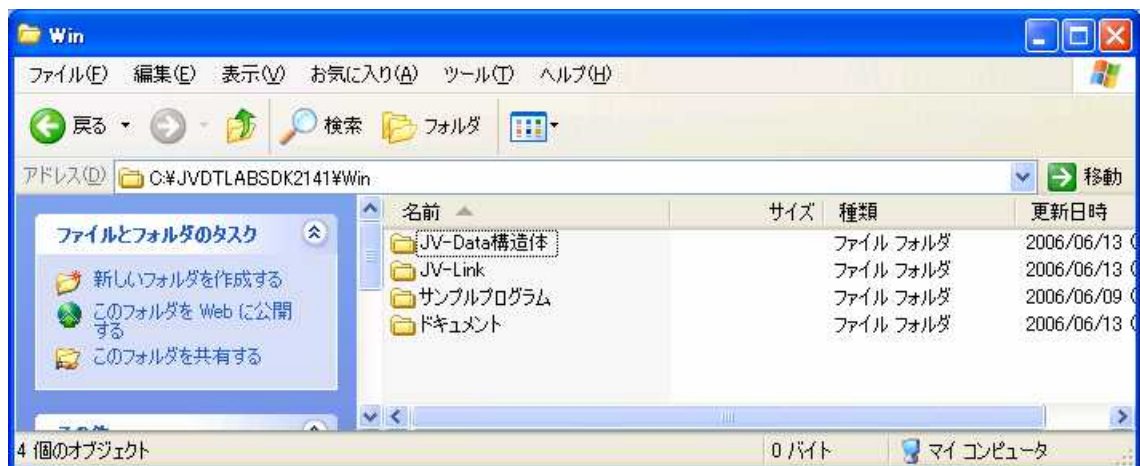 Win
ファイル(F) 編集(E) 表示(V) お気に入り(A) ツール(T) ヘルプ(H)
戻る 検索 フォルダ
アドレス(D) C:¥JVDTLABSDK2141¥Win 移動
ファイルとフォルダのタスク
新しいフォルダを作成する
このフォルダを Web に公開
する
このフォルダを共有する
名前 サイズ 種類 更新日時
JV-Data構造体 ファイル フォルダ 2006/06/13
JV-Link ファイル フォルダ 2006/06/13
サンプルプログラム ファイル フォルダ 2006/06/09
ドキュメント ファイル フォルダ 2006/06/13
4 個のオブジェクト 0 バイト マイ コンピュータ